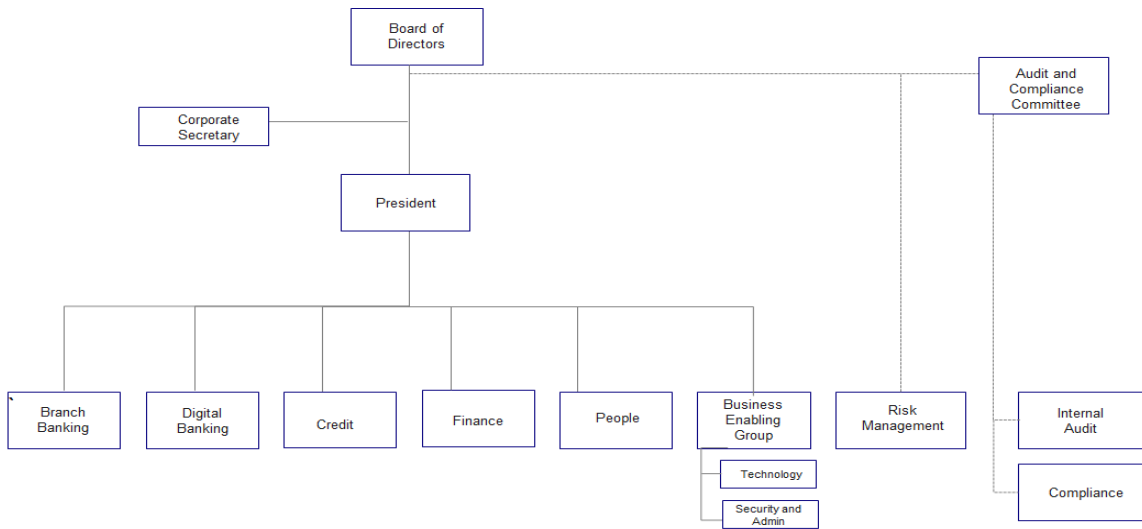 Board of
Directors
Audit and
Compliance
Committee
Corporate
Secretary
President
Branch
Banking
Digital
Banking
Credit
Finance
People
Business
Enabling
Group
Risk
Management
Internal
Audit
Technology
Security and
Admin
Compliance